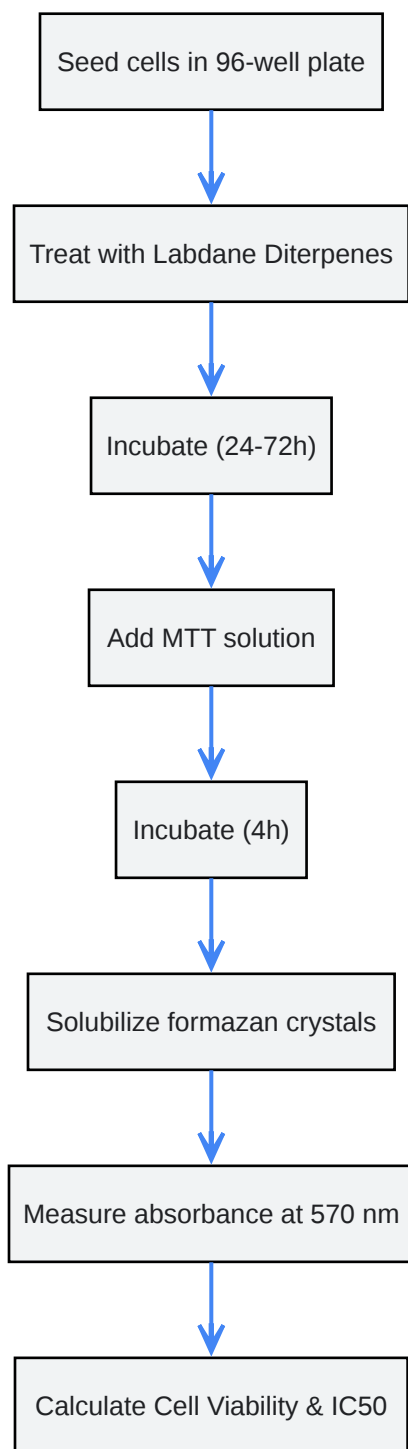 Seed cells in 96-well plate
Treat with Labdane Diterpenes
Incubate (24-72h)
Add MTT solution
Incubate (4h)
Solubilize formazan crystals
Measure absorbance at 570 nm
Calculate Cell Viability & IC50